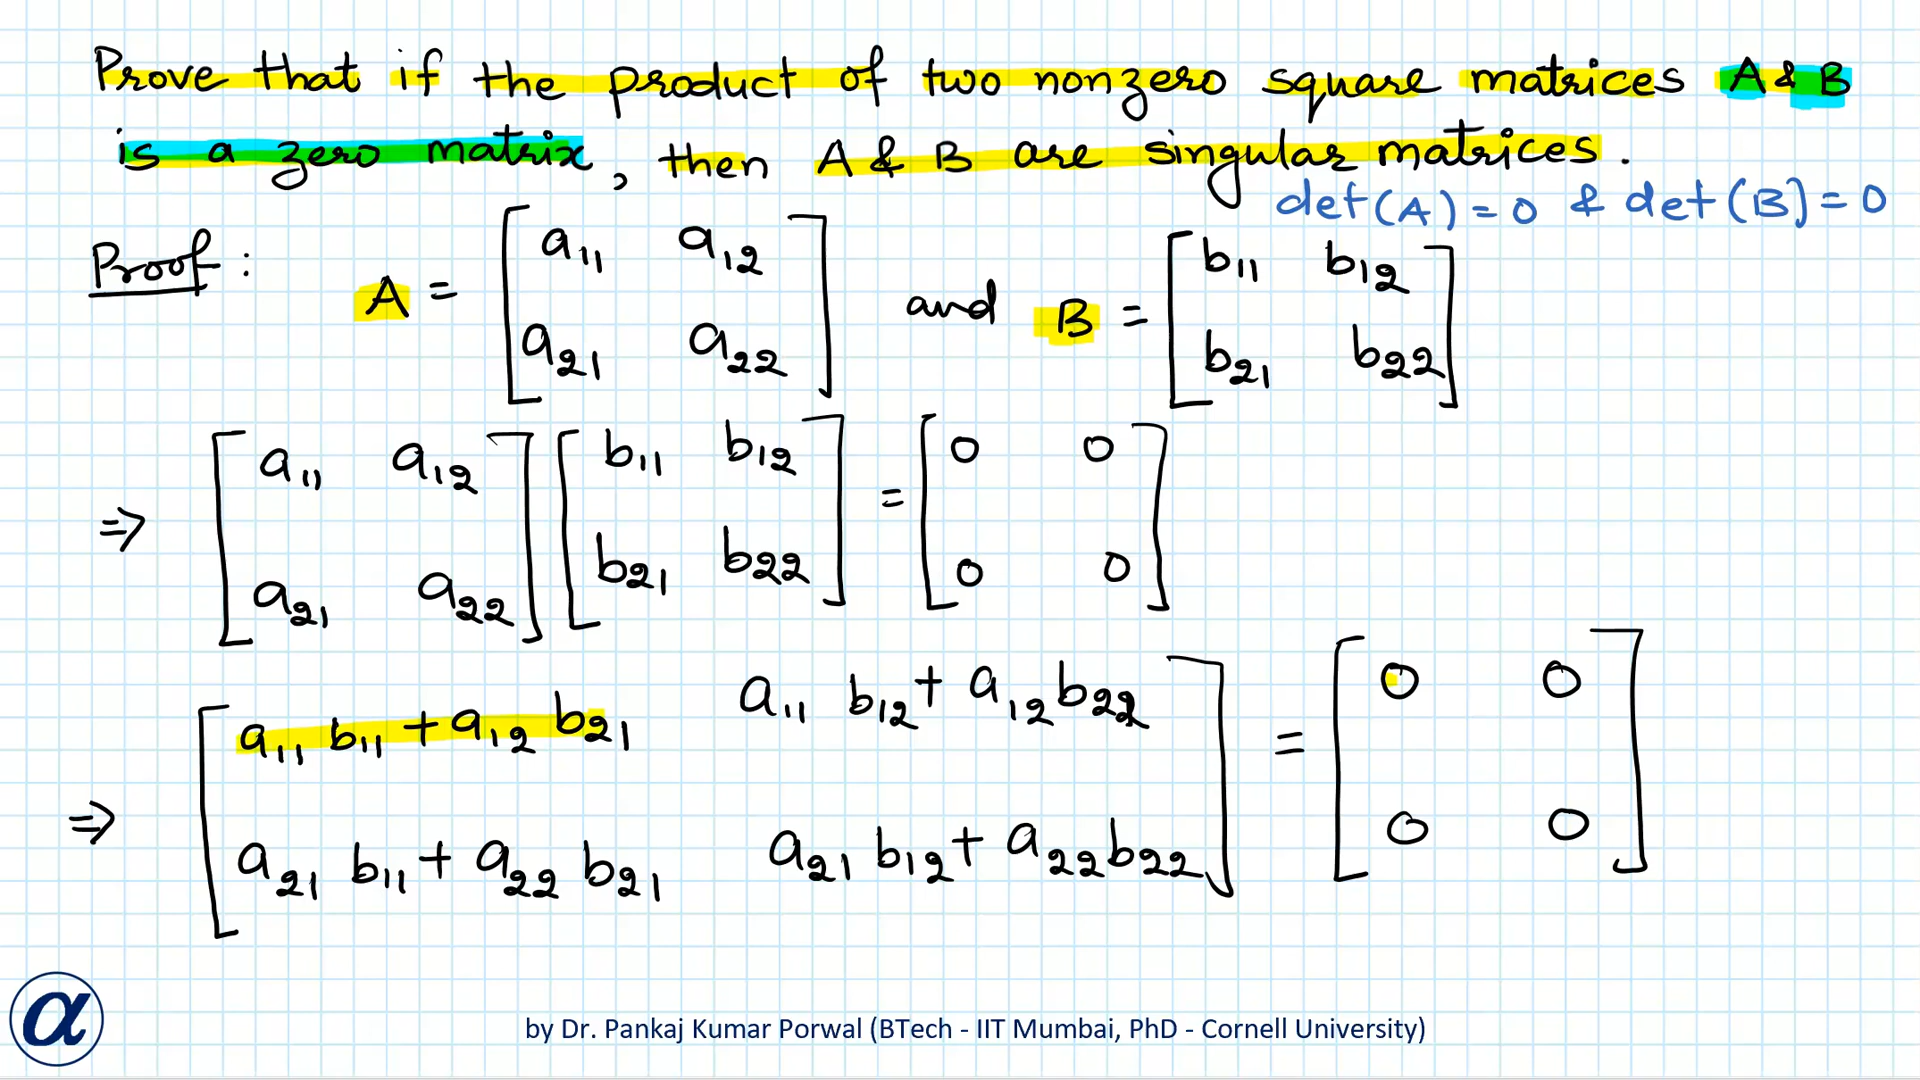 Prove that if the product of two nonzero square matrices A & B
is a zero matrix, then A & B are singular matrices.
det(A) = 0 & det(B) = 0
Proof :
A = [ a11 a12
a21 a22 ] and B = [ b11 b12
b21 b22 ]
⇒ [ a11 a12
a21 a22 ] [ b11 b12
b21 b22 ] = [ 0 0
0 0 ]
⇒ [ a11 b11 + a12 b21 a11 b12 + a12 b22
a21 b11 + a22 b21 a21 b12 + a22 b22 ] = [ 0 0
0 0 ]
α
by Dr. Pankaj Kumar Porwal (BTech - IIT Mumbai, PhD - Cornell University)